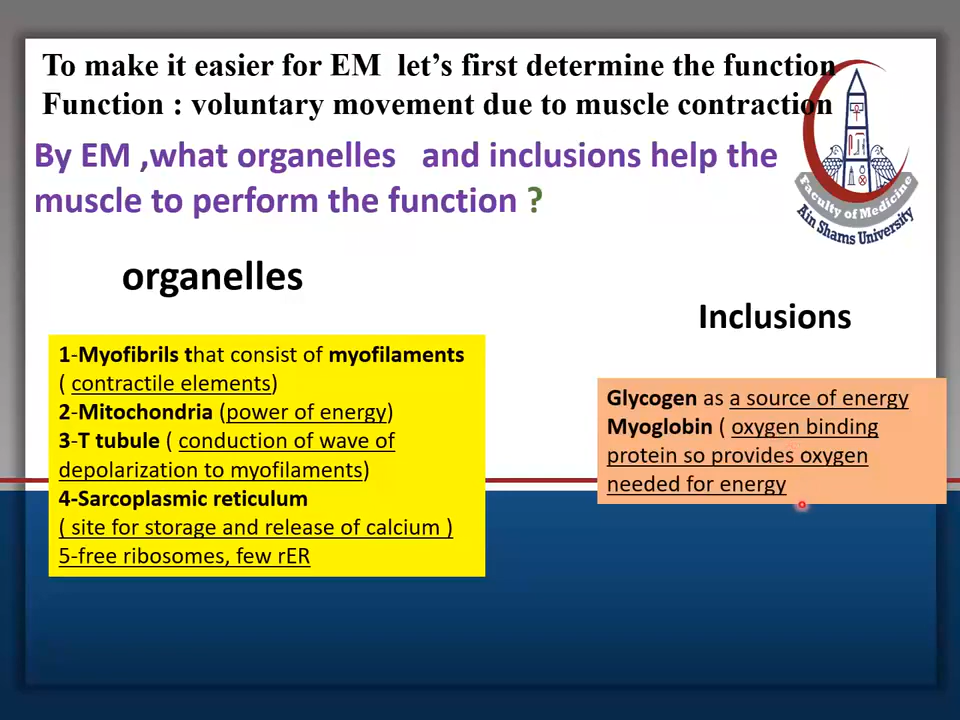 To make it easier for EM let's first determine the function
Function : voluntary movement due to muscle contraction
By EM ,what organelles and inclusions help the
muscle to perform the function ?
Faculty of Medicine
Ain Shams University
organelles
Inclusions
1-Myofibrils that consist of myofilaments
( contractile elements)
2-Mitochondria (power of energy)
3-T tubule ( conduction of wave of
depolarization to myofilaments)
4-Sarcoplasmic reticulum
( site for storage and release of calcium )
5-free ribosomes, few rER
Glycogen as a source of energy
Myoglobin ( oxygen binding
protein so provides oxygen
needed for energy